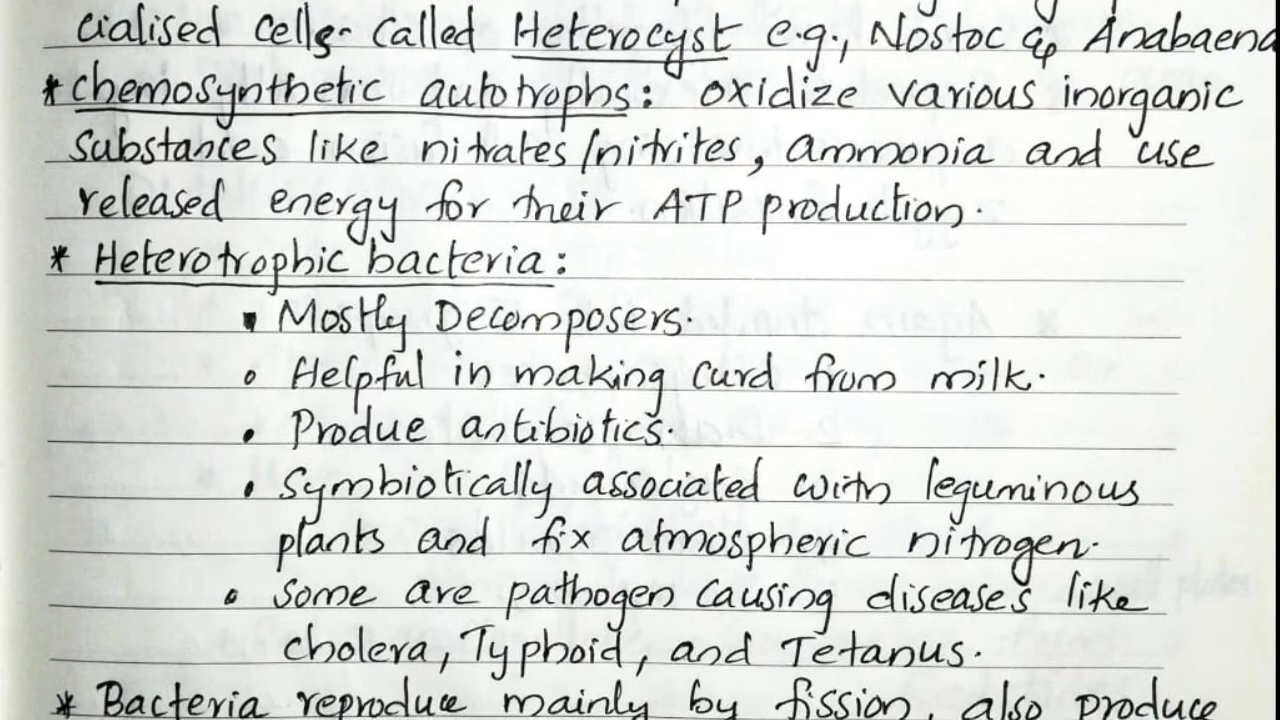 cialised cells called Heterocyst e.g., Nostoc & Anabaena
* chemosynthetic autotrophs: oxidize various inorganic
substances like nitrates/nitrites, ammonia and use
released energy for their ATP production.
* Heterotrophic bacteria:
▪ Mostly Decomposers.
• Helpful in making curd from milk.
• Produe antibiotics.
• Symbiotically associated with leguminous
plants and fix atmospheric nitrogen.
• Some are pathogen causing diseases like
cholera, Typhoid, and Tetanus.
* Bacteria reproduce mainly by fission, also produce